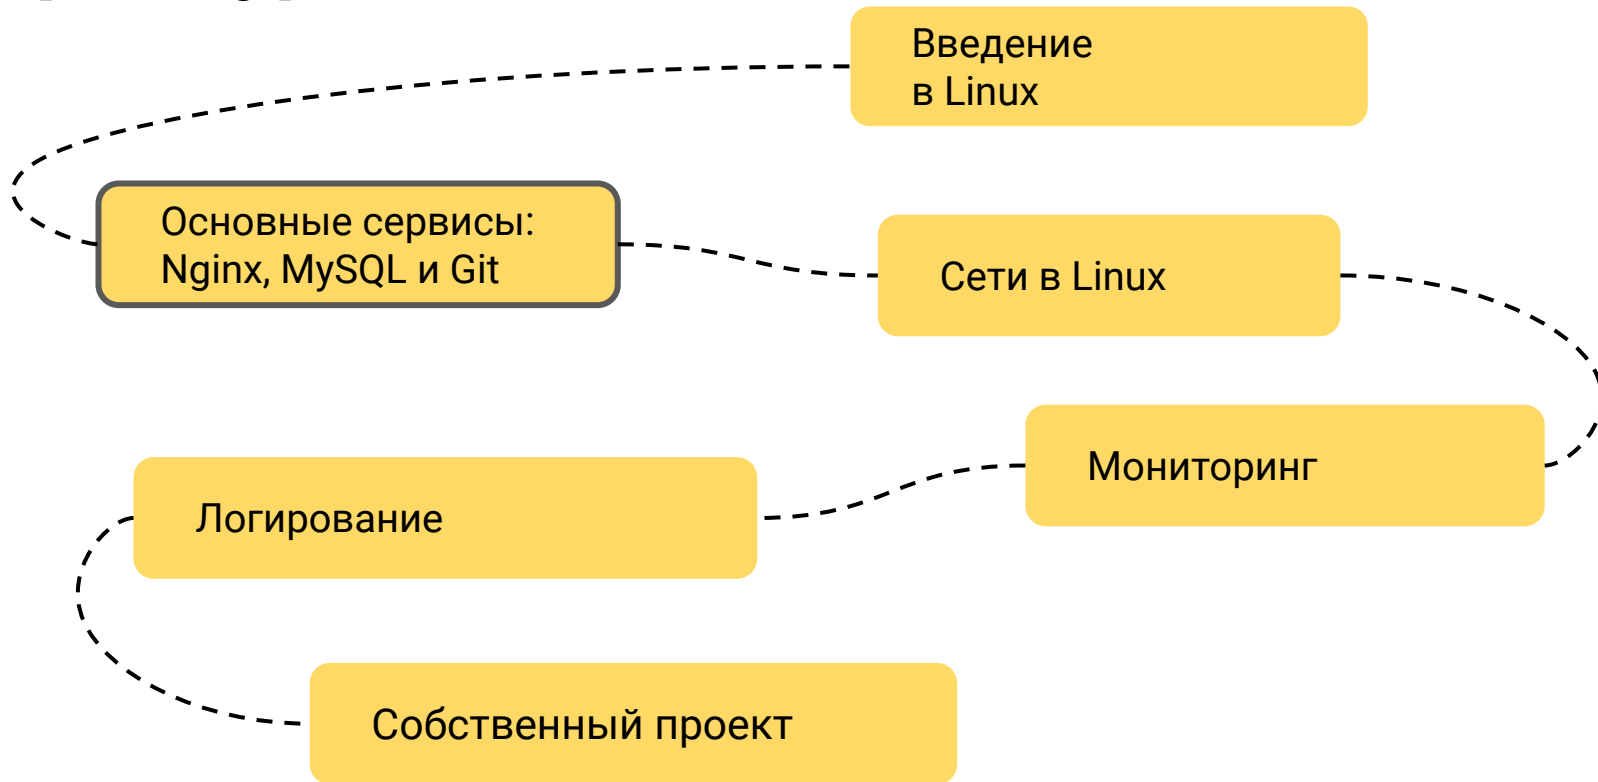 Введение
в Linux
Основные сервисы:
Nginx, MySQL и Git
Сети в Linux
Мониторинг
Логирование
Собственный проект